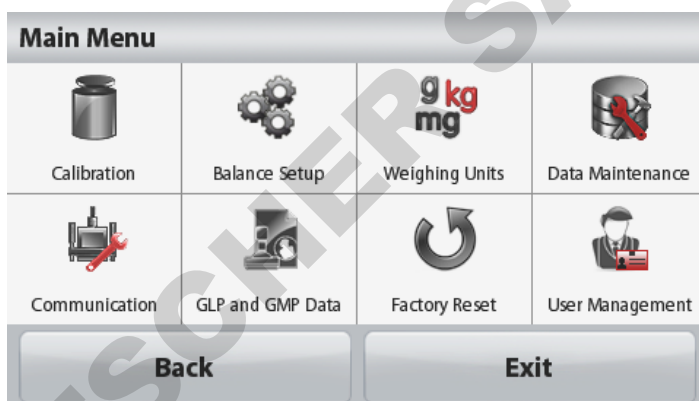 Main Menu
g kg
mg
Calibration Balance Setup Weighing Units Data Maintenance
Communication GLP and GMP Data Factory Reset User Management
Back Exit